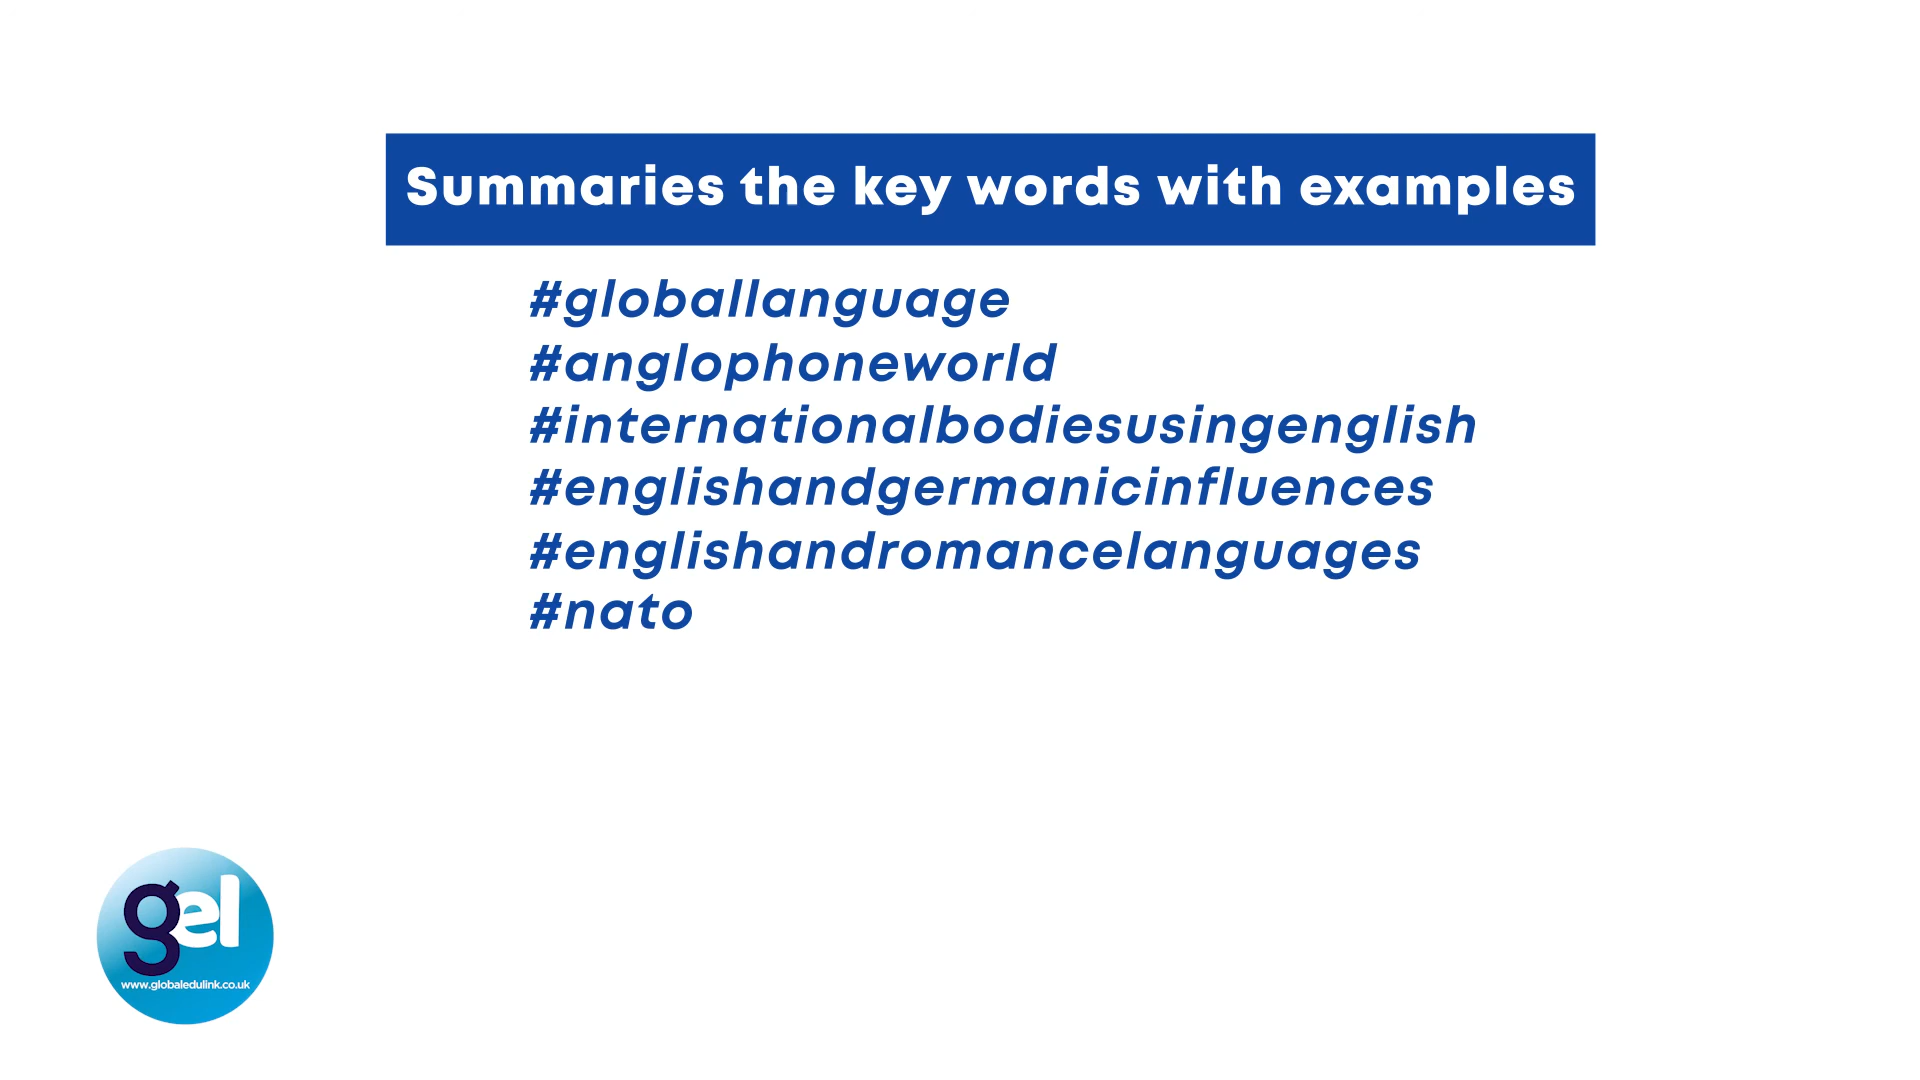 Summaries the key words with examples
#globallanguage
#anglophoneworld
#internationalbodiesusingenglish
#englishandgermanicinfluences
#englishandromancelanguages
#nato
gel
www.globaledulink.co.uk